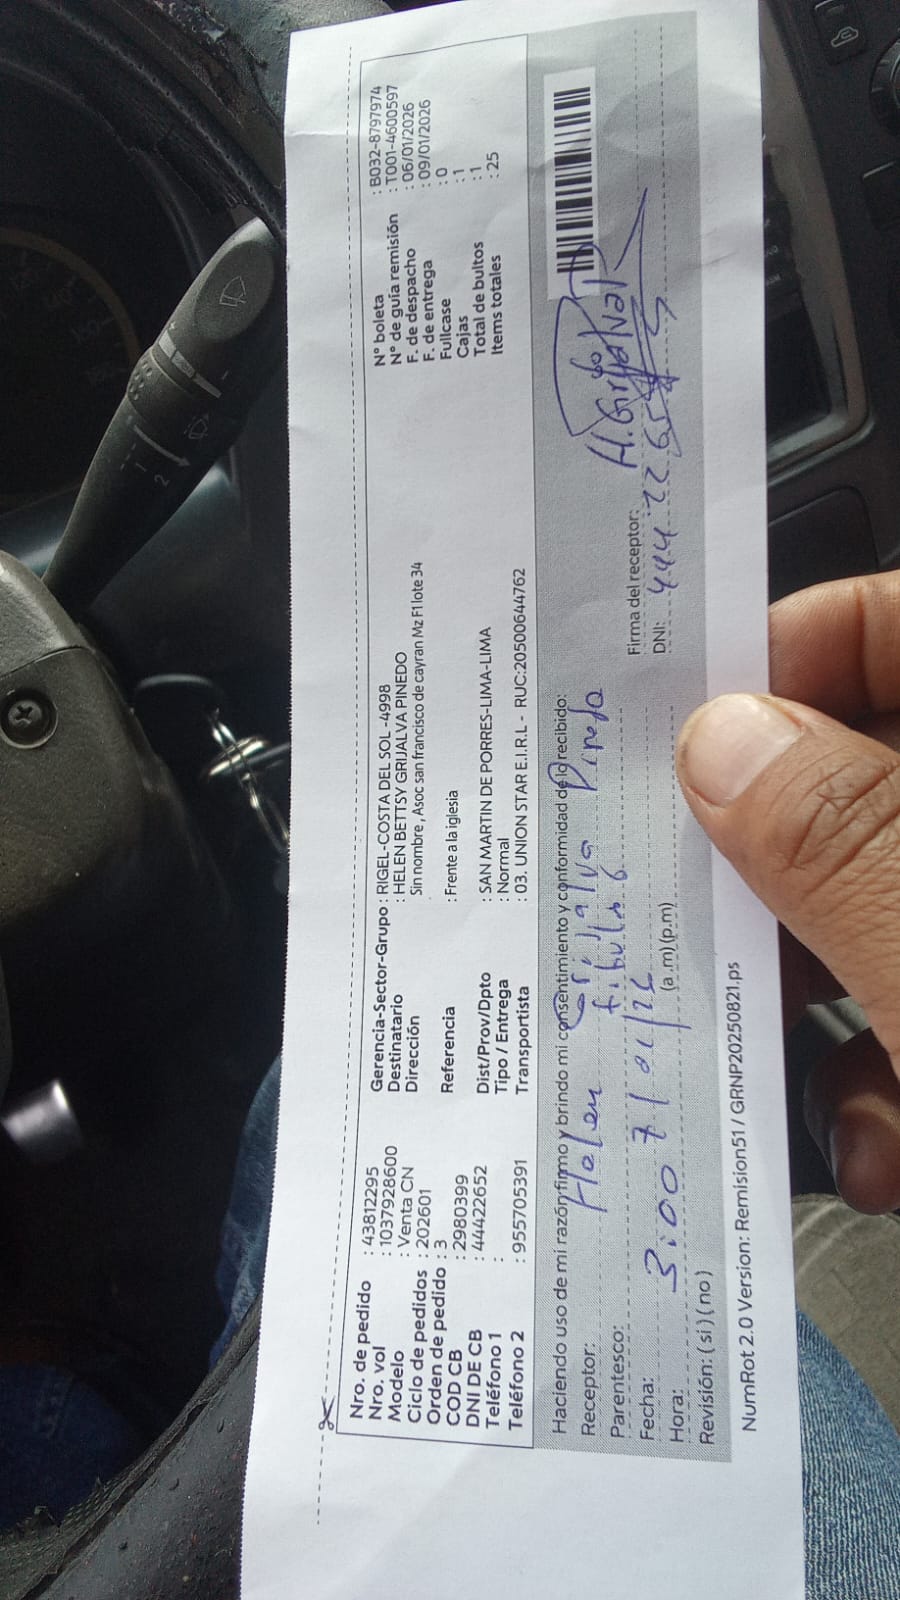 Nro. de pedido : 43812295
Nro. vol : 1037928600
Modelo : Venta CN
Ciclo de pedidos : 202601
Orden de pedido : 3
COD CB : 2980399
DNI DE CB : 44422652
Teléfono 1 :
Teléfono 2 : 955705391
Gerencia-Sector-Grupo : RIGEL-COSTA DEL SOL -4998
Destinatario : HELEN BETTSY GRIJALVA PINEDO
Dirección Sin nombre , Asoc san francisco de cayran Mz F1 lote 34
Referencia : Frente a la iglesia
Dist/Prov/Dpto : SAN MARTIN DE PORRES-LIMA-LIMA
Tipo / Entrega : Normal
Transportista : 03. UNION STAR E.I.R.L - RUC:20500644762
N° boleta : B032-8797974
N° de guía remisión : T001-4600597
F. de despacho : 06/01/2026
F. de entrega : 09/01/2026
Fullcase : 0
Cajas : 1
Total de bultos : 1
Items totales : 25
Haciendo uso de mi razón firmo y brindo mi consentimiento y conformidad de lo recibido:
Receptor: Helen Grijalva Pinedo
Parentesco:
Fecha: 7/01/26
Hora: 3:00 (a .m) (p.m)
Revisión: ( si ) ( no )
Firma del receptor: H. Grijalva
DNI: 444 22 65
NumRot 2.0 Version: Remision51 / GRNP20250821.ps